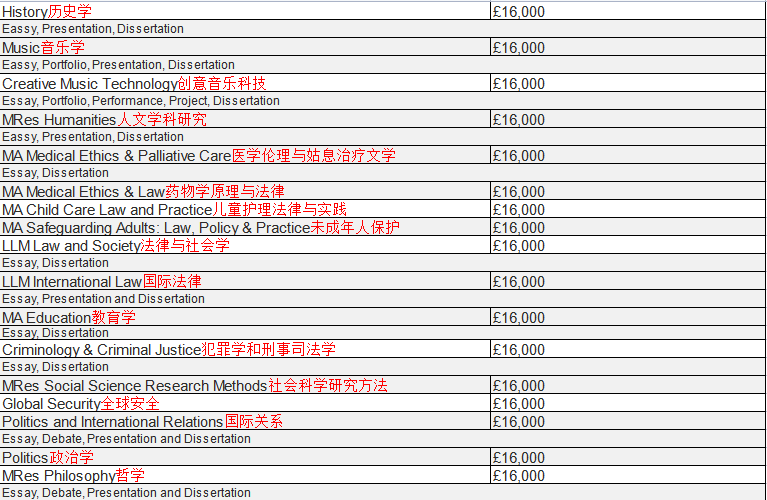 History历史学 £16,000
Eassy, Presentation, Dissertation
Music音乐学 £16,000
Eassy, Portfolio, Presentation, Dissertation
Creative Music Technology创意音乐科技 £16,000
Essay, Portfolio, Performance, Project, Dissertation
MRes Humanities人文学科研究 £16,000
Eassy, Presentation, Dissertation
MA Medical Ethics & Palliative Care医学伦理与姑息治疗文学 £16,000
Essay, Dissertation
MA Medical Ethics & Law药物学原理与法律 £16,000
MA Child Care Law and Practice儿童护理法律与实践 £16,000
MA Safeguarding Adults: Law, Policy & Practice未成年人保护 £16,000
LLM Law and Society法律与社会学 £16,000
Essay, Dissertation
LLM International Law国际法律 £16,000
Essay, Presentation and Dissertation
MA Education教育学 £16,000
Essay, Dissertation
Criminology & Criminal Justice犯罪学和刑事司法学 £16,000
Essay, Dissertation
MRes Social Science Research Methods社会科学研究方法 £16,000
Global Security全球安全 £16,000
Politics and International Relations国际关系 £16,000
Essay, Debate, Presentation and Dissertation
Politics政治学 £16,000
MRes Philosophy哲学 £16,000
Essay, Debate, Presentation and Dissertation